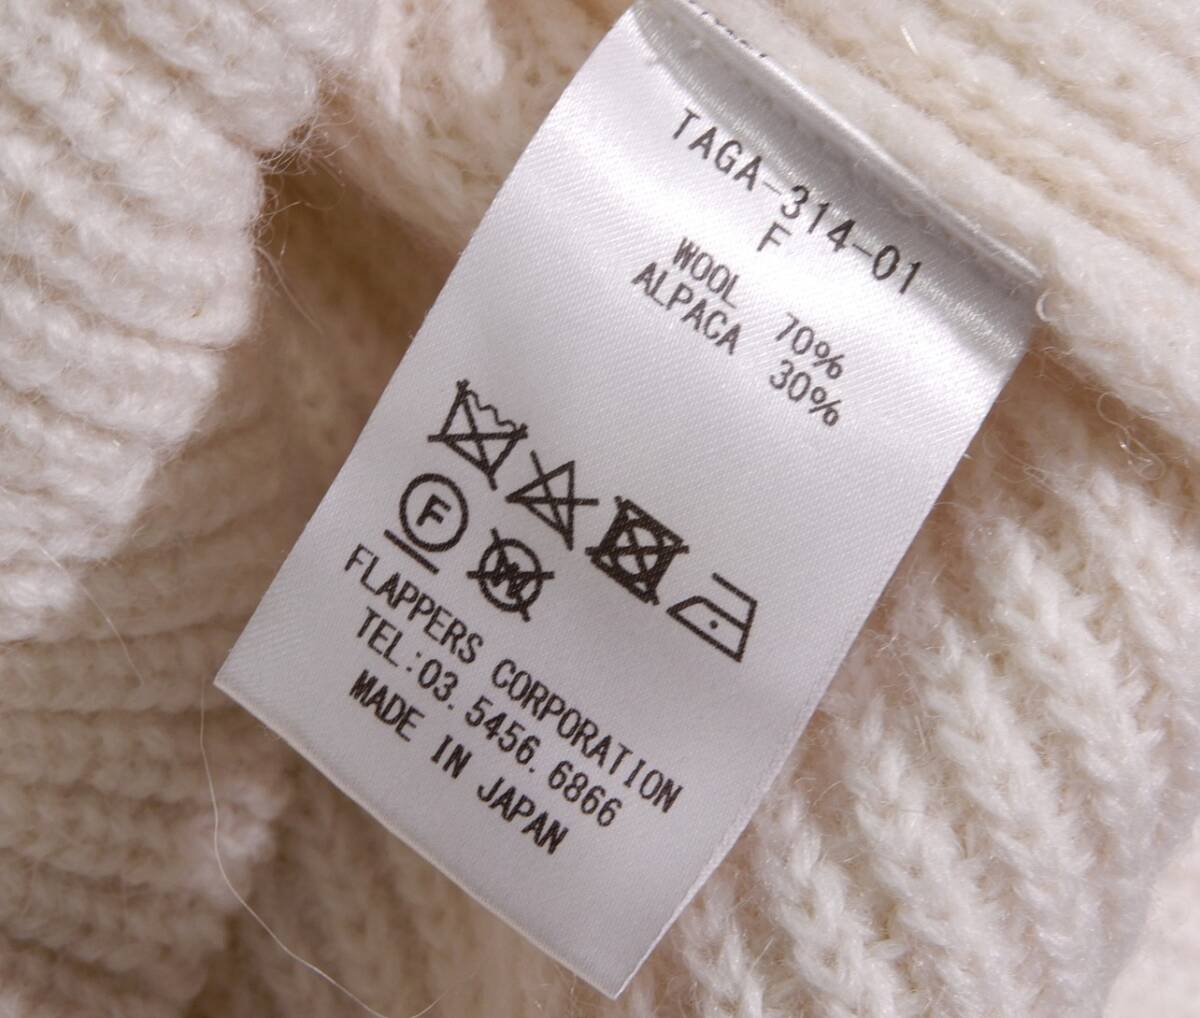 TAGA-314-01
F
WOOL 70%
ALPACA 30%
F
W
FLAPPERS CORPORATION
TEL:03.5456.6866
MADE IN JAPAN